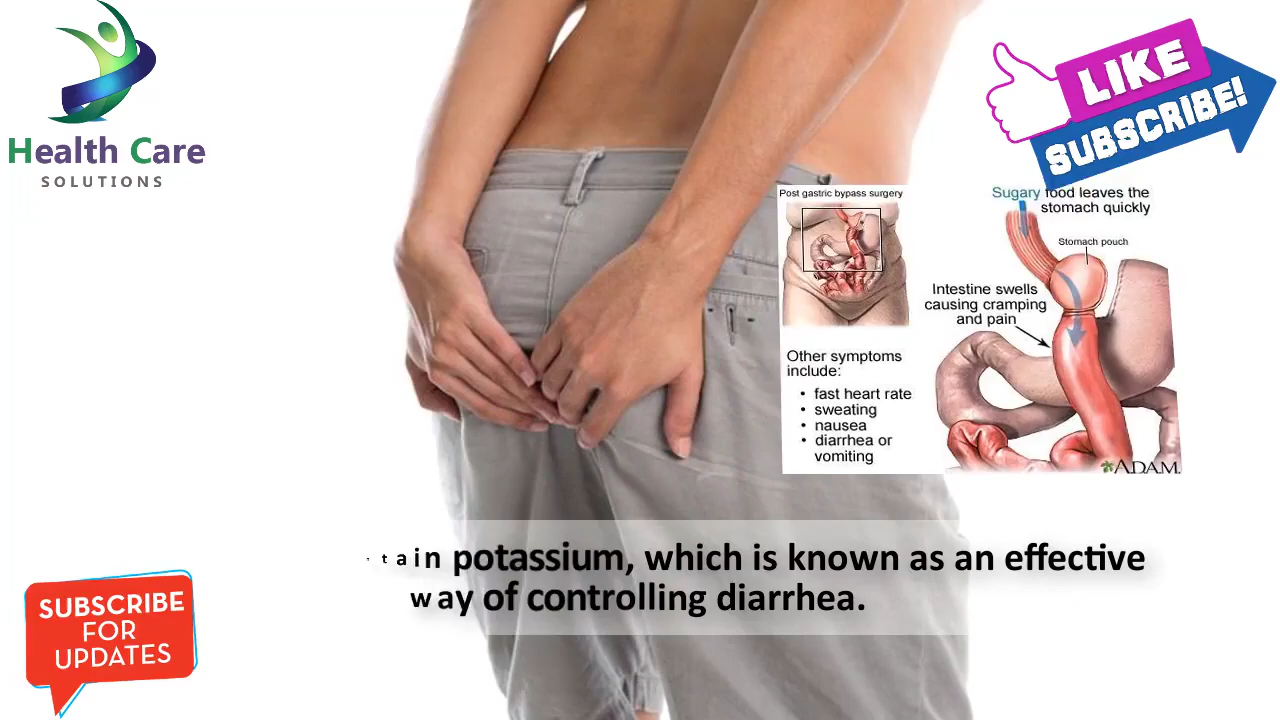 Health Care
SOLUTIONS
LIKE
SUBSCRIBE!
Post gastric bypass surgery
Sugary food leaves the
stomach quickly
Stomach pouch
Intestine swells
causing cramping
and pain
Other symptoms
include:
• fast heart rate
• sweating
• nausea
• diarrhea or
vomiting
ADAM.
tain potassium, which is known as an effective
way of controlling diarrhea.
SUBSCRIBE
FOR
UPDATES